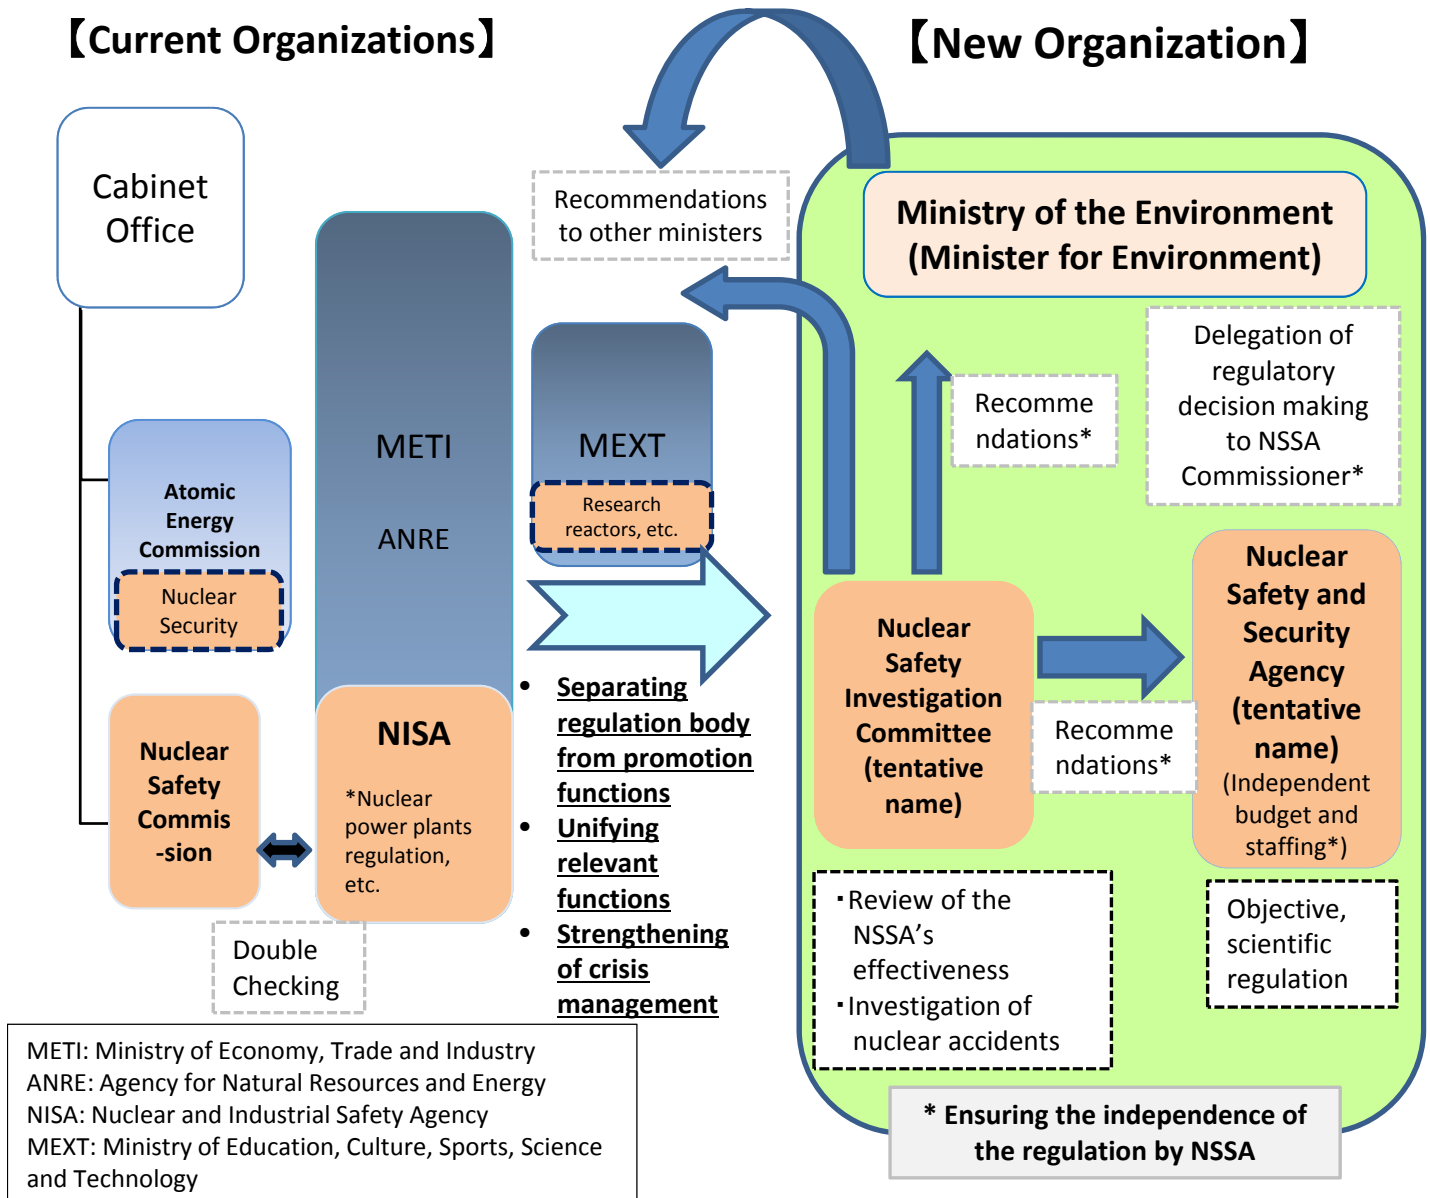 【Current Organizations】
【New Organization】
Cabinet
Office
Recommendations
to other ministers
Ministry of the Environment
(Minister for Environment)
METI
ANRE
MEXT
Research
reactors, etc.
Atomic
Energy
Commission
Nuclear
Security
Nuclear
Safety
Commis
-sion
NISA
*Nuclear
power plants
regulation,
etc.
Double
Checking
• Separating
regulation body
from promotion
functions
• Unifying
relevant
functions
• Strengthening
of crisis
management
Recomme
ndations*
Delegation of
regulatory
decision making
to NSSA
Commissioner*
Nuclear
Safety
Investigation
Committee
(tentative
name)
Recomme
ndations*
Nuclear
Safety and
Security
Agency
(tentative
name)
(Independent
budget and
staffing*)
・Review of the
NSSA's
effectiveness
・Investigation of
nuclear accidents
Objective,
scientific
regulation
* Ensuring the independence of
the regulation by NSSA
METI: Ministry of Economy, Trade and Industry
ANRE: Agency for Natural Resources and Energy
NISA: Nuclear and Industrial Safety Agency
MEXT: Ministry of Education, Culture, Sports, Science
and Technology